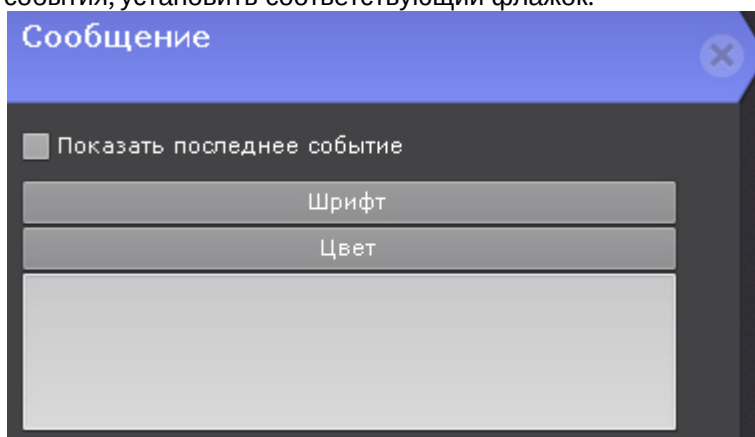 события, установить соответствующий флажок.
Сообщение
Показать последнее событие
Шрифт
Цвет